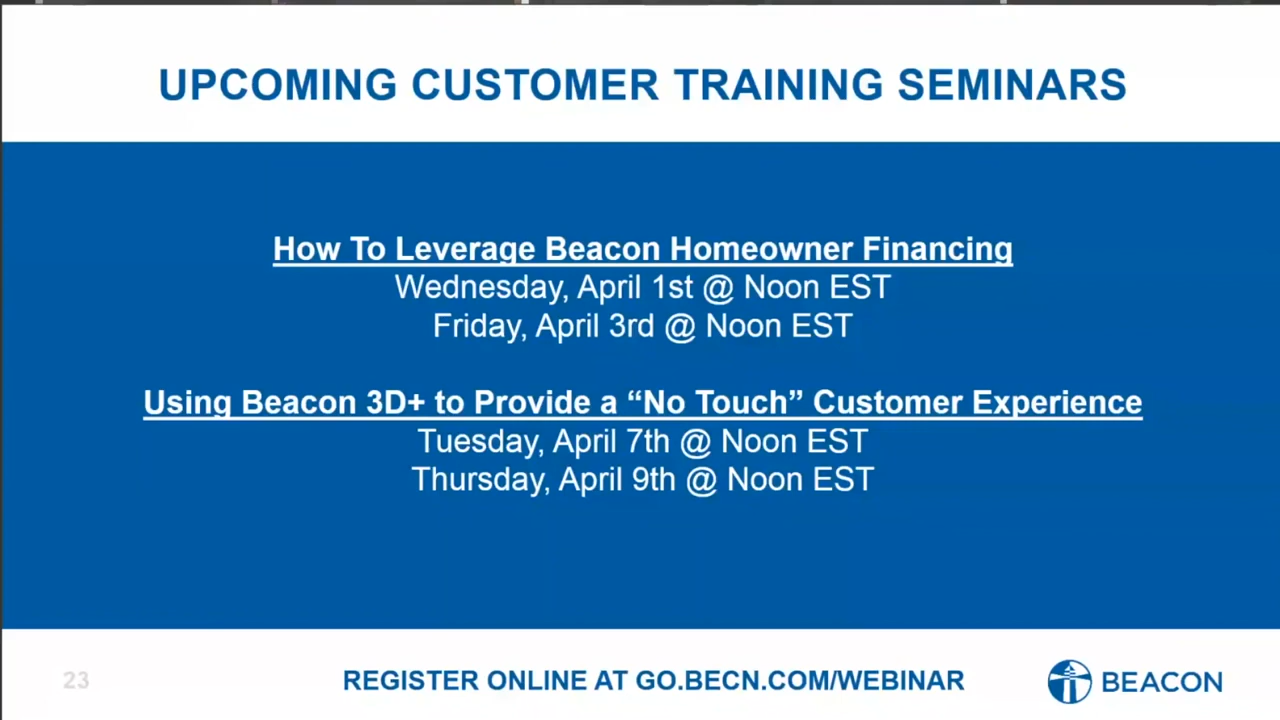 UPCOMING CUSTOMER TRAINING SEMINARS
How To Leverage Beacon Homeowner Financing
Wednesday, April 1st @ Noon EST
Friday, April 3rd @ Noon EST
Using Beacon 3D+ to Provide a “No Touch” Customer Experience
Tuesday, April 7th @ Noon EST
Thursday, April 9th @ Noon EST
23
REGISTER ONLINE AT GO.BECN.COM/WEBINAR
BEACON